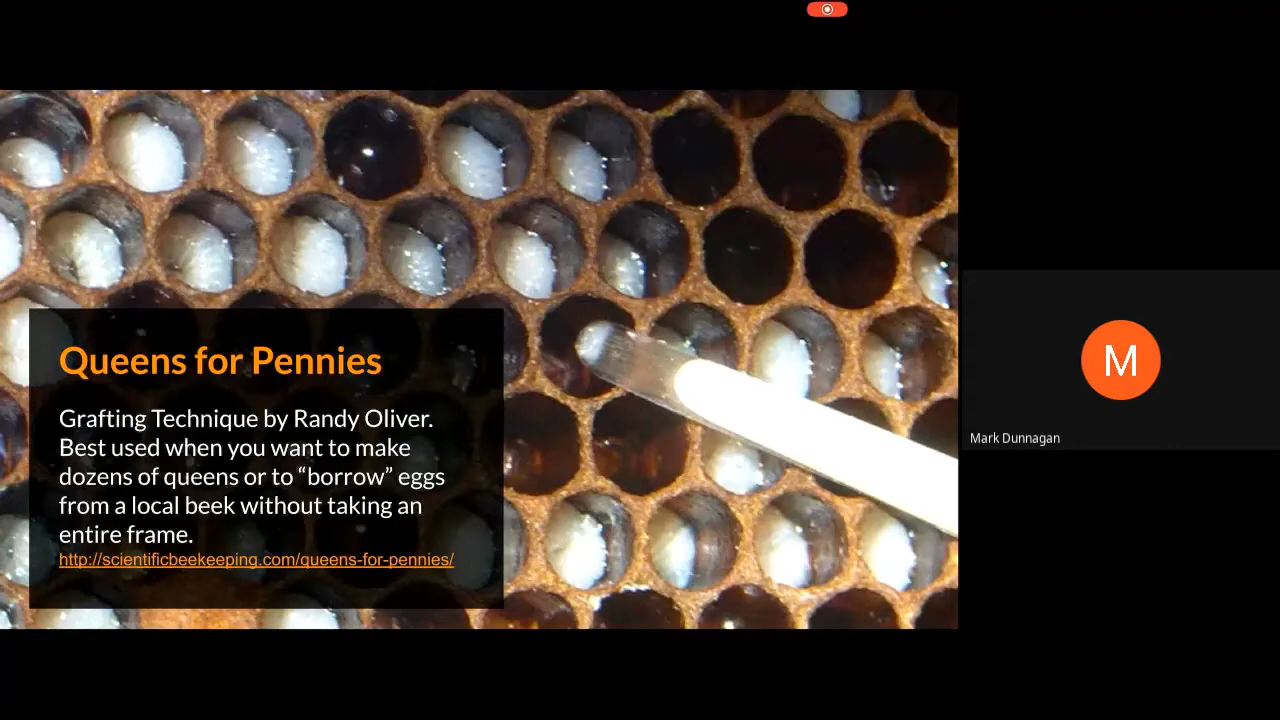 Queens for Pennies
Grafting Technique by Randy Oliver.
Best used when you want to make
dozens of queens or to “borrow” eggs
from a local beek without taking an
entire frame.
http://scientificbeekeeping.com/queens-for-pennies/
M
Mark Dunnagan